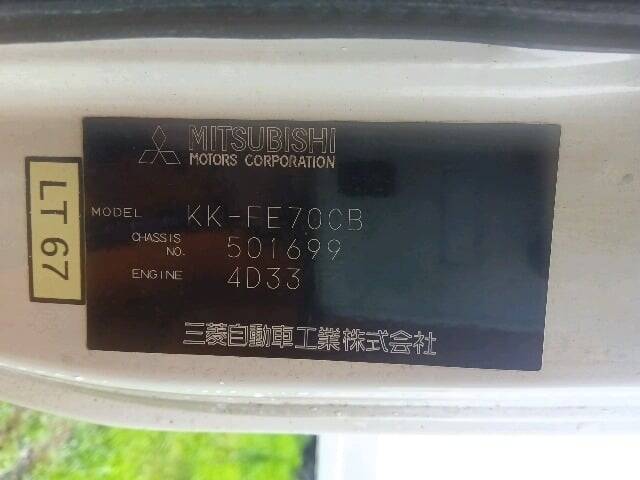 MITSUBISHI
MOTORS CORPORATION
MODEL KK-FE70CB
CHASSIS NO. 501699
ENGINE 4D33
三菱自動車工業株式会社
LT 67